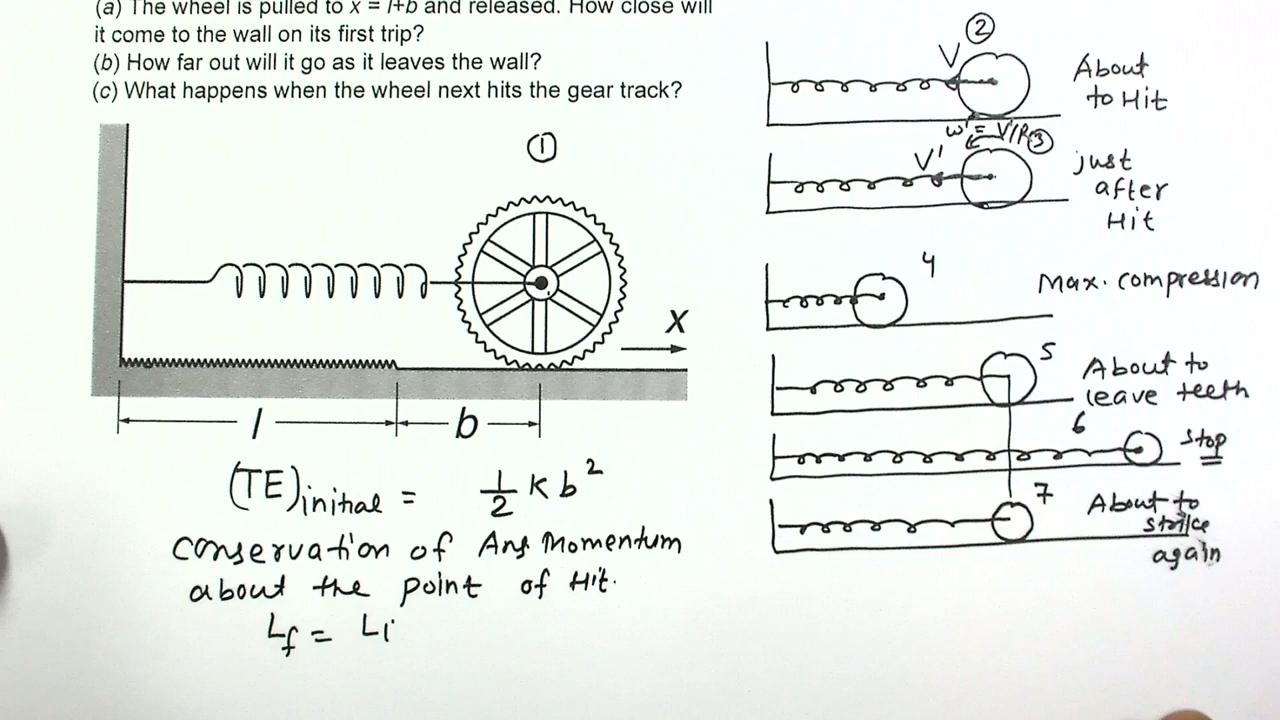 (a) The wheel is pulled to x = l+b and released. How close will
it come to the wall on its first trip?
(b) How far out will it go as it leaves the wall?
(c) What happens when the wheel next hits the gear track?
①
X
l
b
(TE)initial = 1/2 K b²
conservation of Ang Momentum
about the point of Hit.
Lf = Li
②
V
About
to Hit
ω' = V'/R
③
V'
just
after
Hit
4
Max. compression
5
About to
leave teeth
6
Stop
7
About to
strike
again